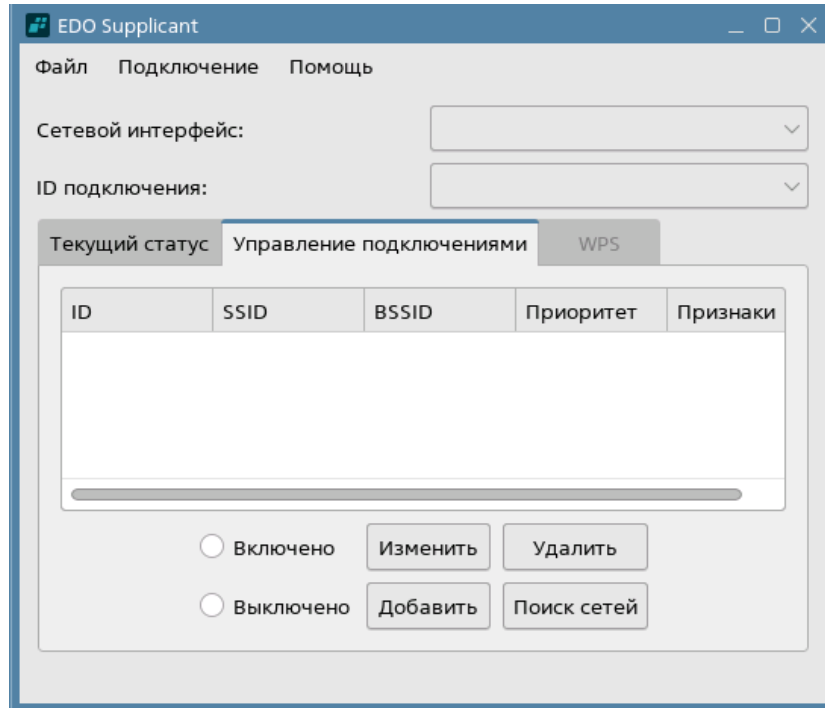 EDO Supplicant
Файл Подключение Помощь
Сетевой интерфейс:
ID подключения:
Текущий статус Управление подключениями WPS
ID SSID BSSID Приоритет Признаки
Включено Изменить Удалить
Выключено Добавить Поиск сетей